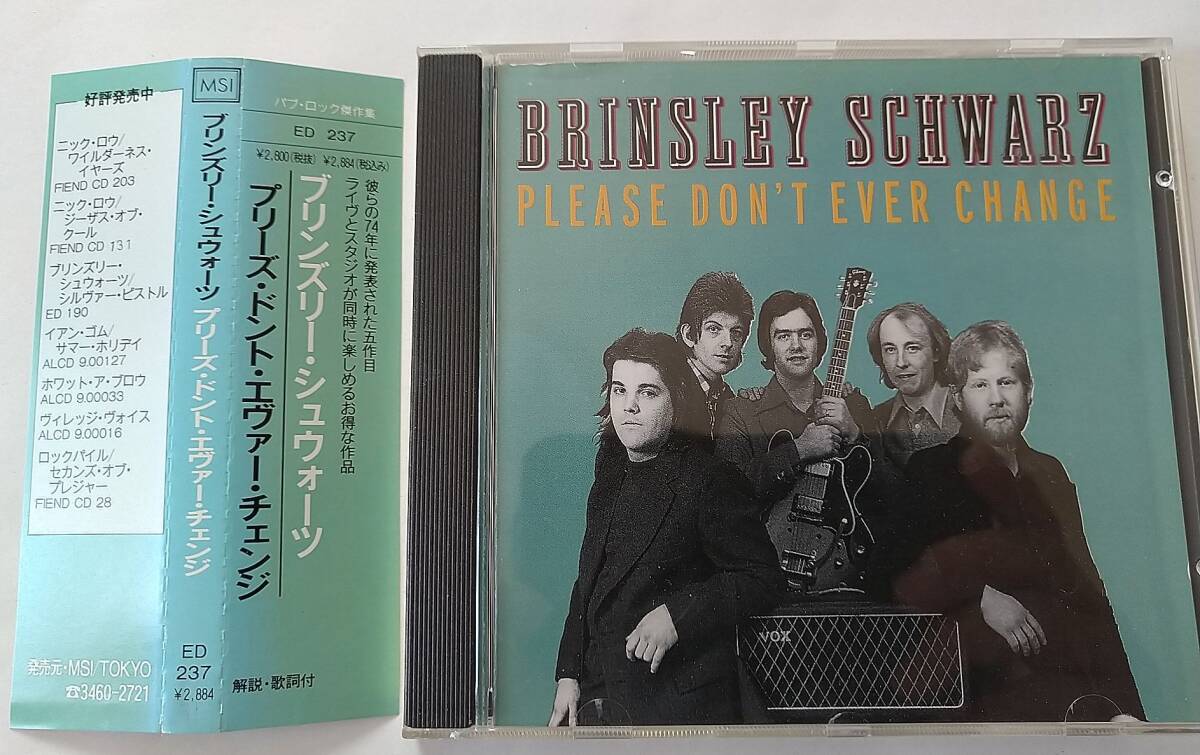 好評発売中
ニック・ロウ/
ワイルダーネス・
イヤーズ
FIEND CD 203
ニック・ロウ/
ジーザス・オブ・
クール
FIEND CD 131
ブリンズリー・
シュウォーツ/
シルヴァー・ピストル
ED 190
イアン・ゴム/
サマー・ホリデイ
ALCD 9.00127
ホワット・ア・ブロウ
ALCD 9.00033
ヴィレッジ・ヴォイス
ALCD 9.00016
ロックパイル/
セカンズ・オブ・
プレジャー
FIEND CD 28
発売元・MSI/TOKYO
☎3460-2721
MSI
ブリンズリー・シュウォーツ プリーズ・ドント・エヴァー・チェンジ
ED
237
¥2,884
パブ・ロック傑作集
ED 237
¥2,800(税抜) ¥2,884(税込み)
彼らの74年に発表された五作目
ライヴとスタジオが同時に楽しめるお得な作品
ブリンズリー・シュウォーツ
プリーズ・ドント・エヴァー・チェンジ
解説・歌詞付
BRINSLEY SCHWARZ
PLEASE DON'T EVER CHANGE
VOX